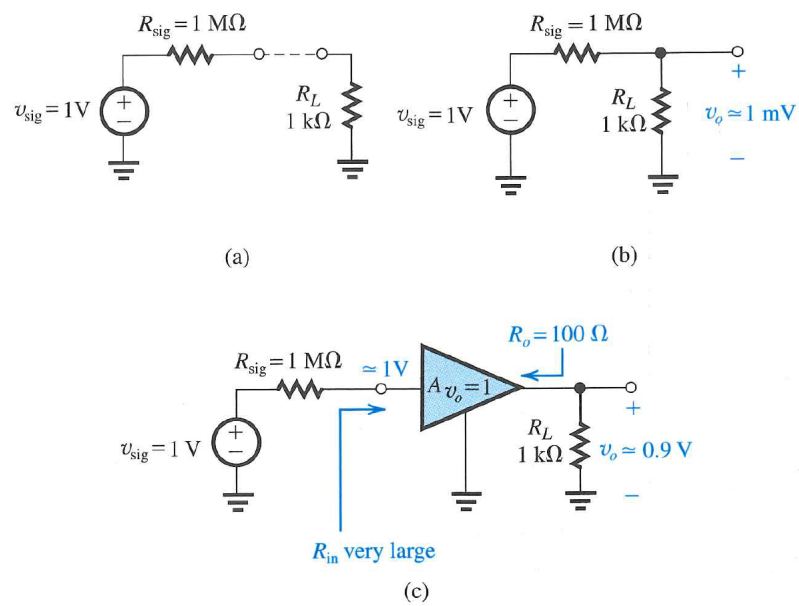 R_sig = 1 MΩ
v_sig = 1V
+
−
R_L
1 kΩ
(a)
R_sig = 1 MΩ
v_sig = 1V
+
−
R_L
1 kΩ
+
v_o ≃ 1 mV
−
(b)
R_sig = 1 MΩ
≃ 1V
A_v_o = 1
R_o = 100 Ω
v_sig = 1 V
+
−
R_L
1 kΩ
+
v_o ≃ 0.9 V
−
R_in very large
(c)